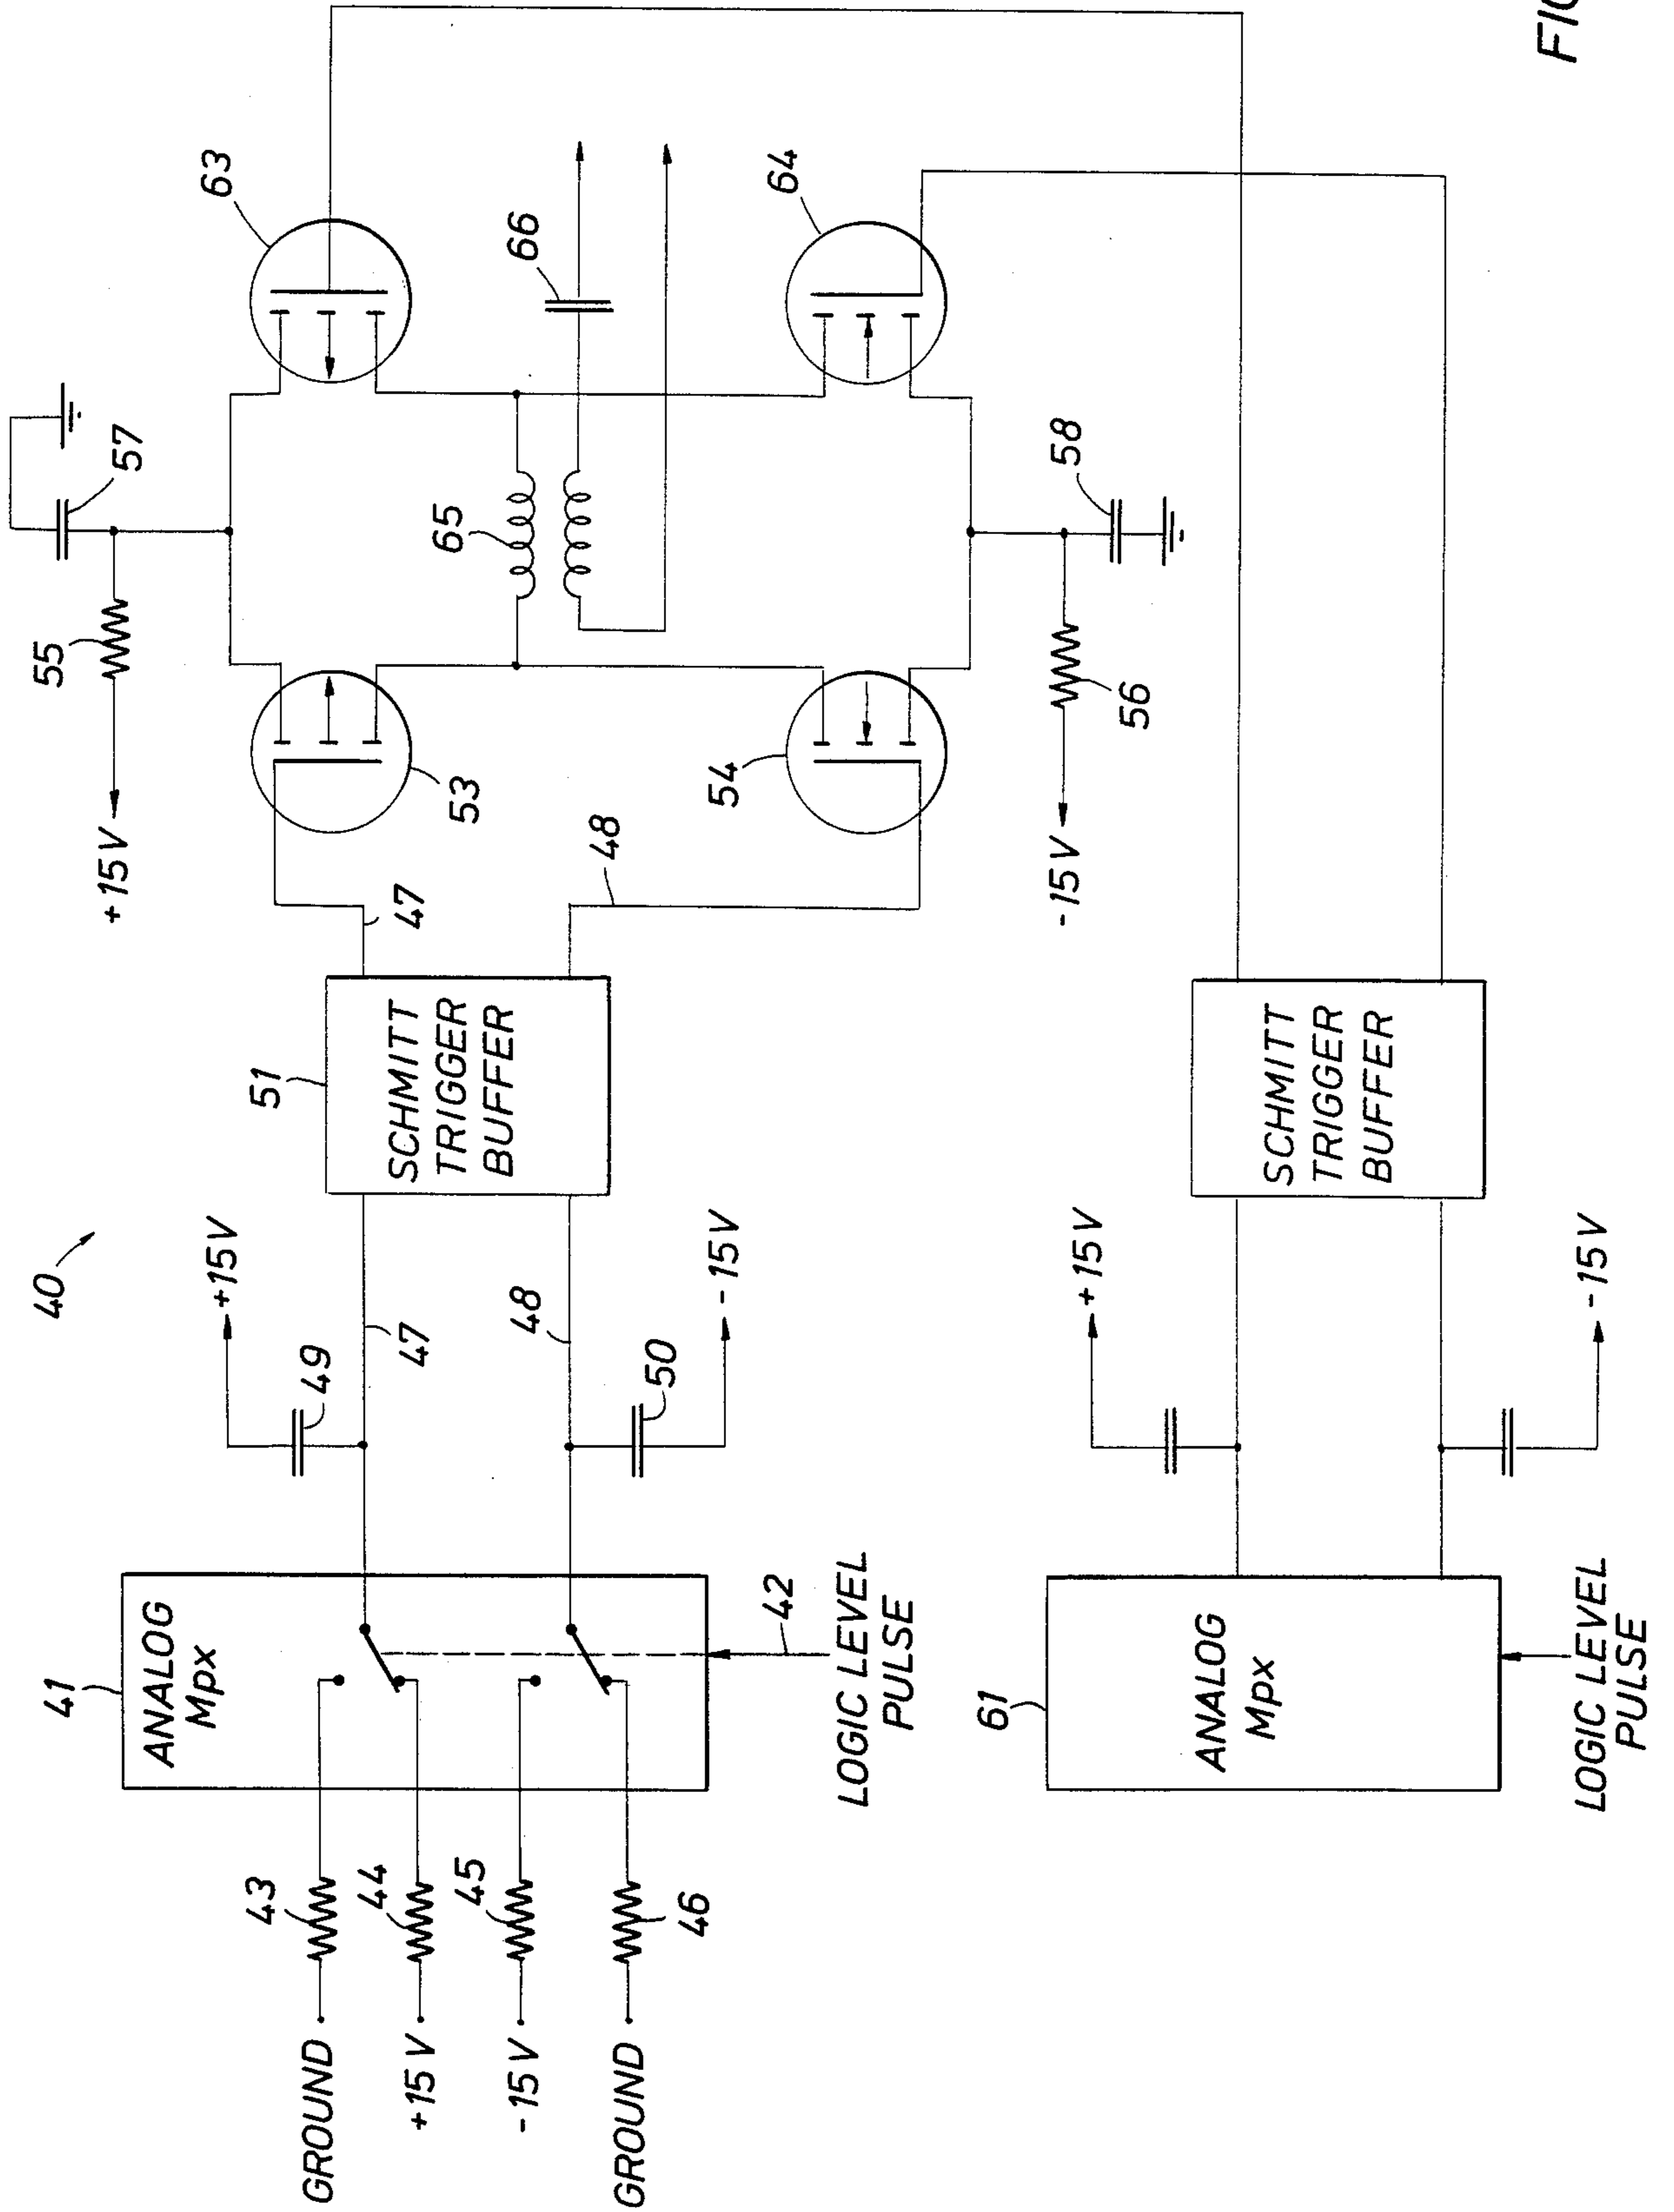 40
41
ANALOG
Mpx
GROUND
43
+15V
44
-15V
45
GROUND
46
42
LOGIC LEVEL
PULSE
+15V
49
47
48
50
-15V
51
SCHMITT
TRIGGER
BUFFER
47
48
+15V
55
57
53
54
65
63
66
64
-15V
56
58
61
ANALOG
Mpx
LOGIC LEVEL
PULSE
+15V
-15V
SCHMITT
TRIGGER
BUFFER